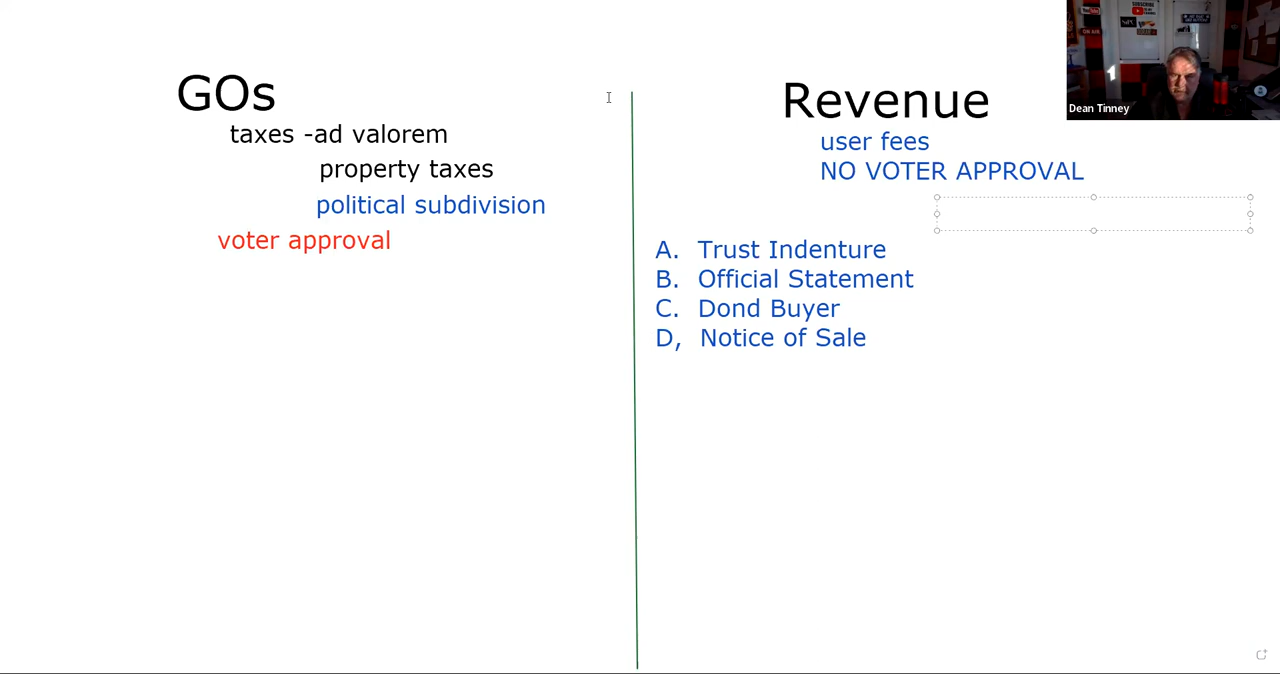 GOs
taxes -ad valorem
property taxes
political subdivision
voter approval
Revenue
user fees
NO VOTER APPROVAL
A. Trust Indenture
B. Official Statement
C. Dond Buyer
D, Notice of Sale
Dean Tinney